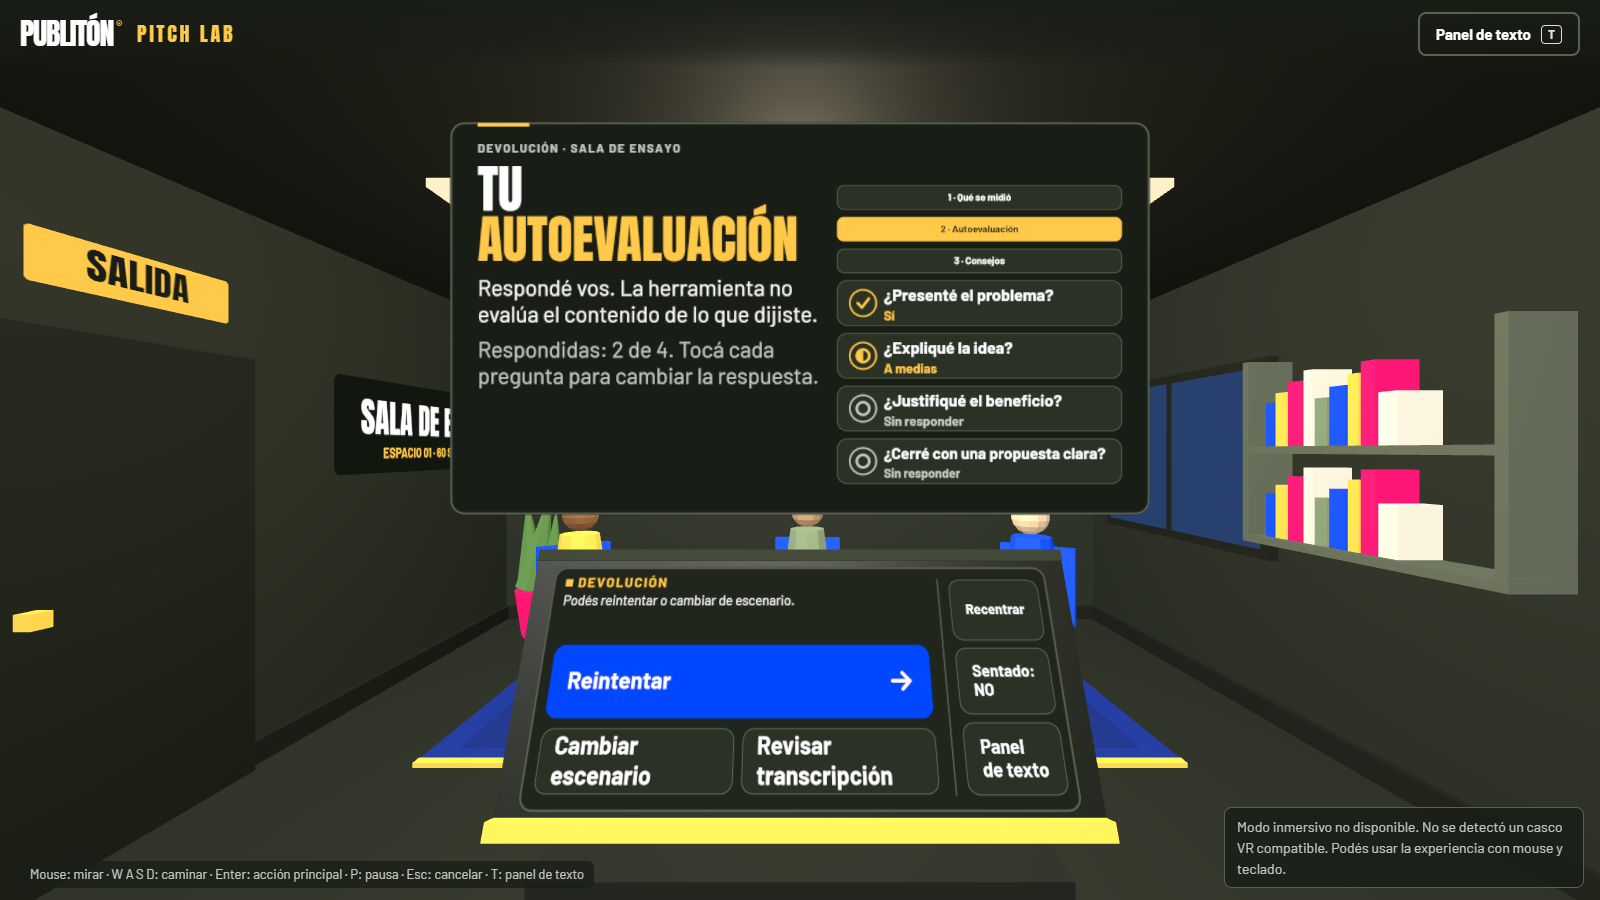 PUBLITÓN PITCH LAB
Panel de texto T
DEVOLUCIÓN · SALA DE ENSAYO
TU
AUTOEVALUACIÓN
Respondé vos. La herramienta no
evalúa el contenido de lo que dijiste.
Respondidas: 2 de 4. Tocá cada
pregunta para cambiar la respuesta.
1 · Qué se midió
2 · Autoevaluación
3 · Consejos
¿Presenté el problema?
Sí
¿Expliqué la idea?
A medias
¿Justifiqué el beneficio?
Sin responder
¿Cerré con una propuesta clara?
Sin responder
SALIDA
SALA DE
ESPACIO 01 · 60
DEVOLUCIÓN
Podés reintentar o cambiar de escenario.
Reintentar
Cambiar
escenario
Revisar
transcripción
Recentrar
Sentado:
NO
Panel
de texto
Mouse: mirar · W A S D: caminar · Enter: acción principal · P: pausa · Esc: cancelar · T: panel de texto
Modo inmersivo no disponible. No se detectó un casco
VR compatible. Podés usar la experiencia con mouse y
teclado.